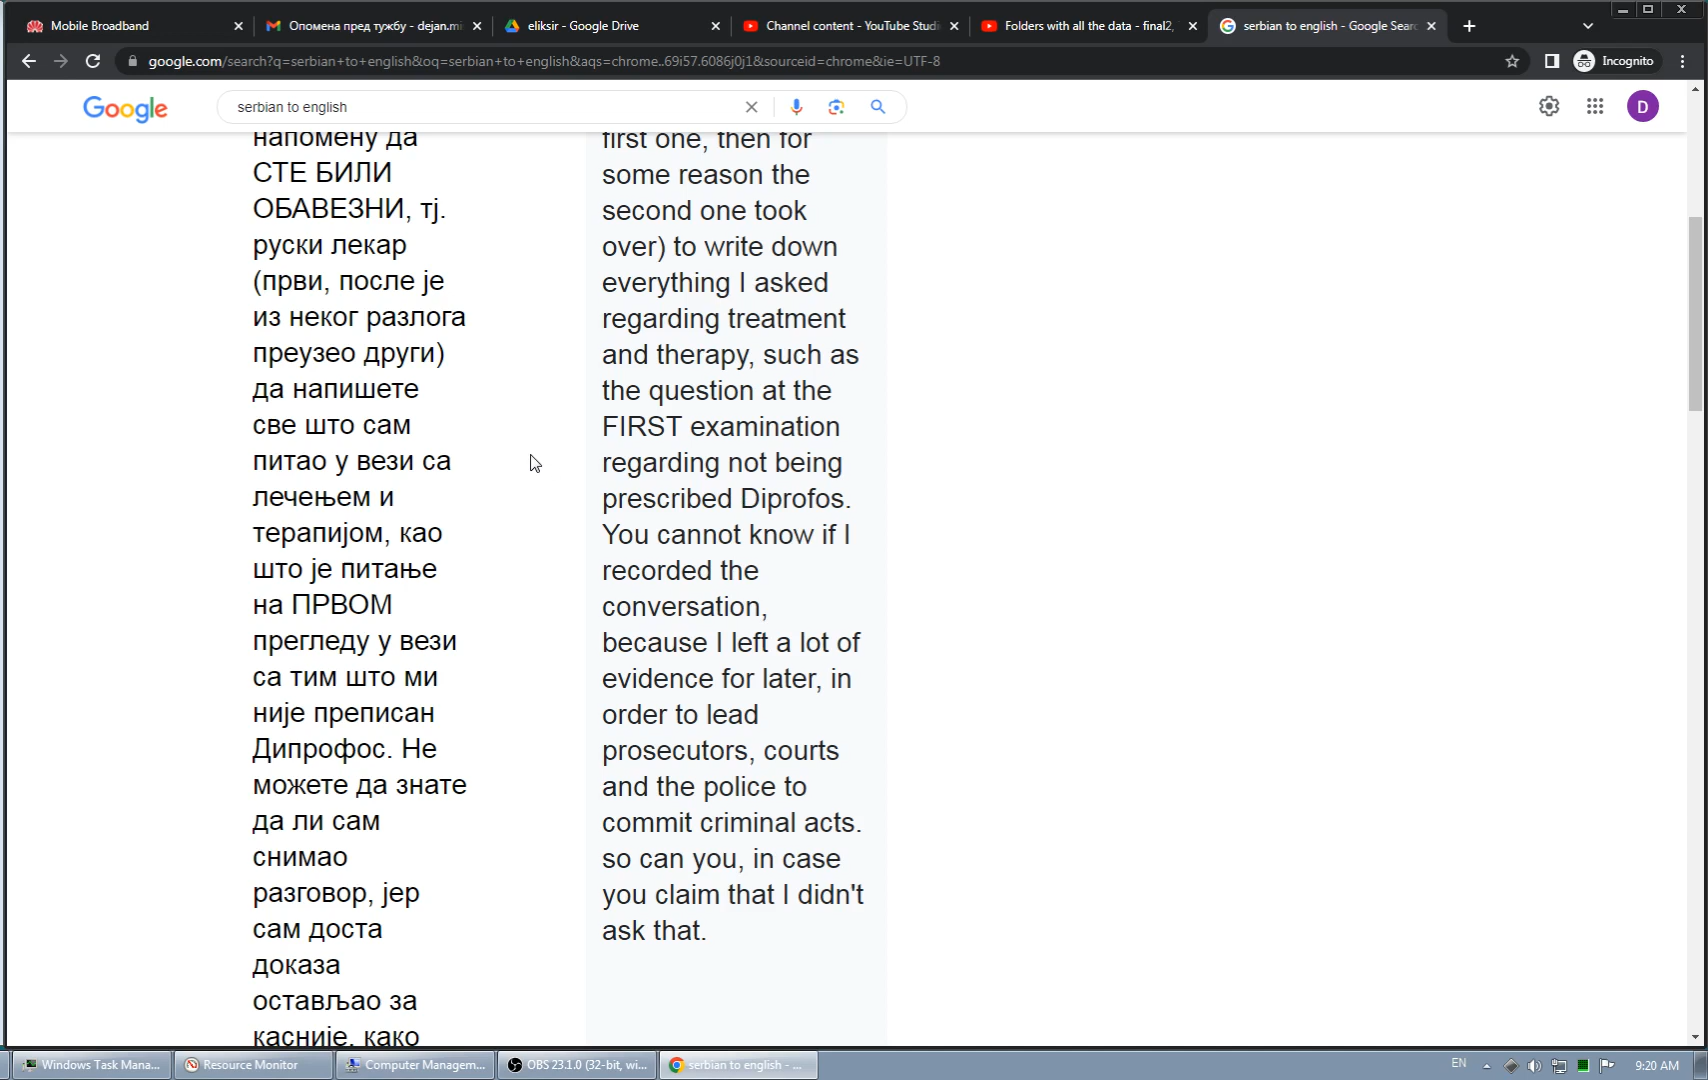 Mobile Broadband
Опомена пред тужбу - dejan.mi
eliksir - Google Drive
Channel content - YouTube Studi
Folders with all the data - final2,
serbian to english - Google Searc
google.com/search?q=serbian+to+english&oq=serbian+to+english&aqs=chrome..69i57.6086j0j1&sourceid=chrome&ie=UTF-8
Incognito
Google
serbian to english
D
напомену да
СТЕ БИЛИ
ОБАВЕЗНИ, тј.
руски лекар
(први, после је
из неког разлога
преузео други)
да напишете
све што сам
питао у вези са
лечењем и
терапијом, као
што је питање
на ПРВОМ
прегледу у вези
са тим што ми
није преписан
Дипрофос. Не
можете да знате
да ли сам
снимао
разговор, јер
сам доста
доказа
остављао за
касније, како
first one, then for
some reason the
second one took
over) to write down
everything I asked
regarding treatment
and therapy, such as
the question at the
FIRST examination
regarding not being
prescribed Diprofos.
You cannot know if I
recorded the
conversation,
because I left a lot of
evidence for later, in
order to lead
prosecutors, courts
and the police to
commit criminal acts.
so can you, in case
you claim that I didn't
ask that.
Windows Task Mana...
Resource Monitor
Computer Managem...
OBS 23.1.0 (32-bit, wi...
serbian to english - ...
EN
9:20 AM